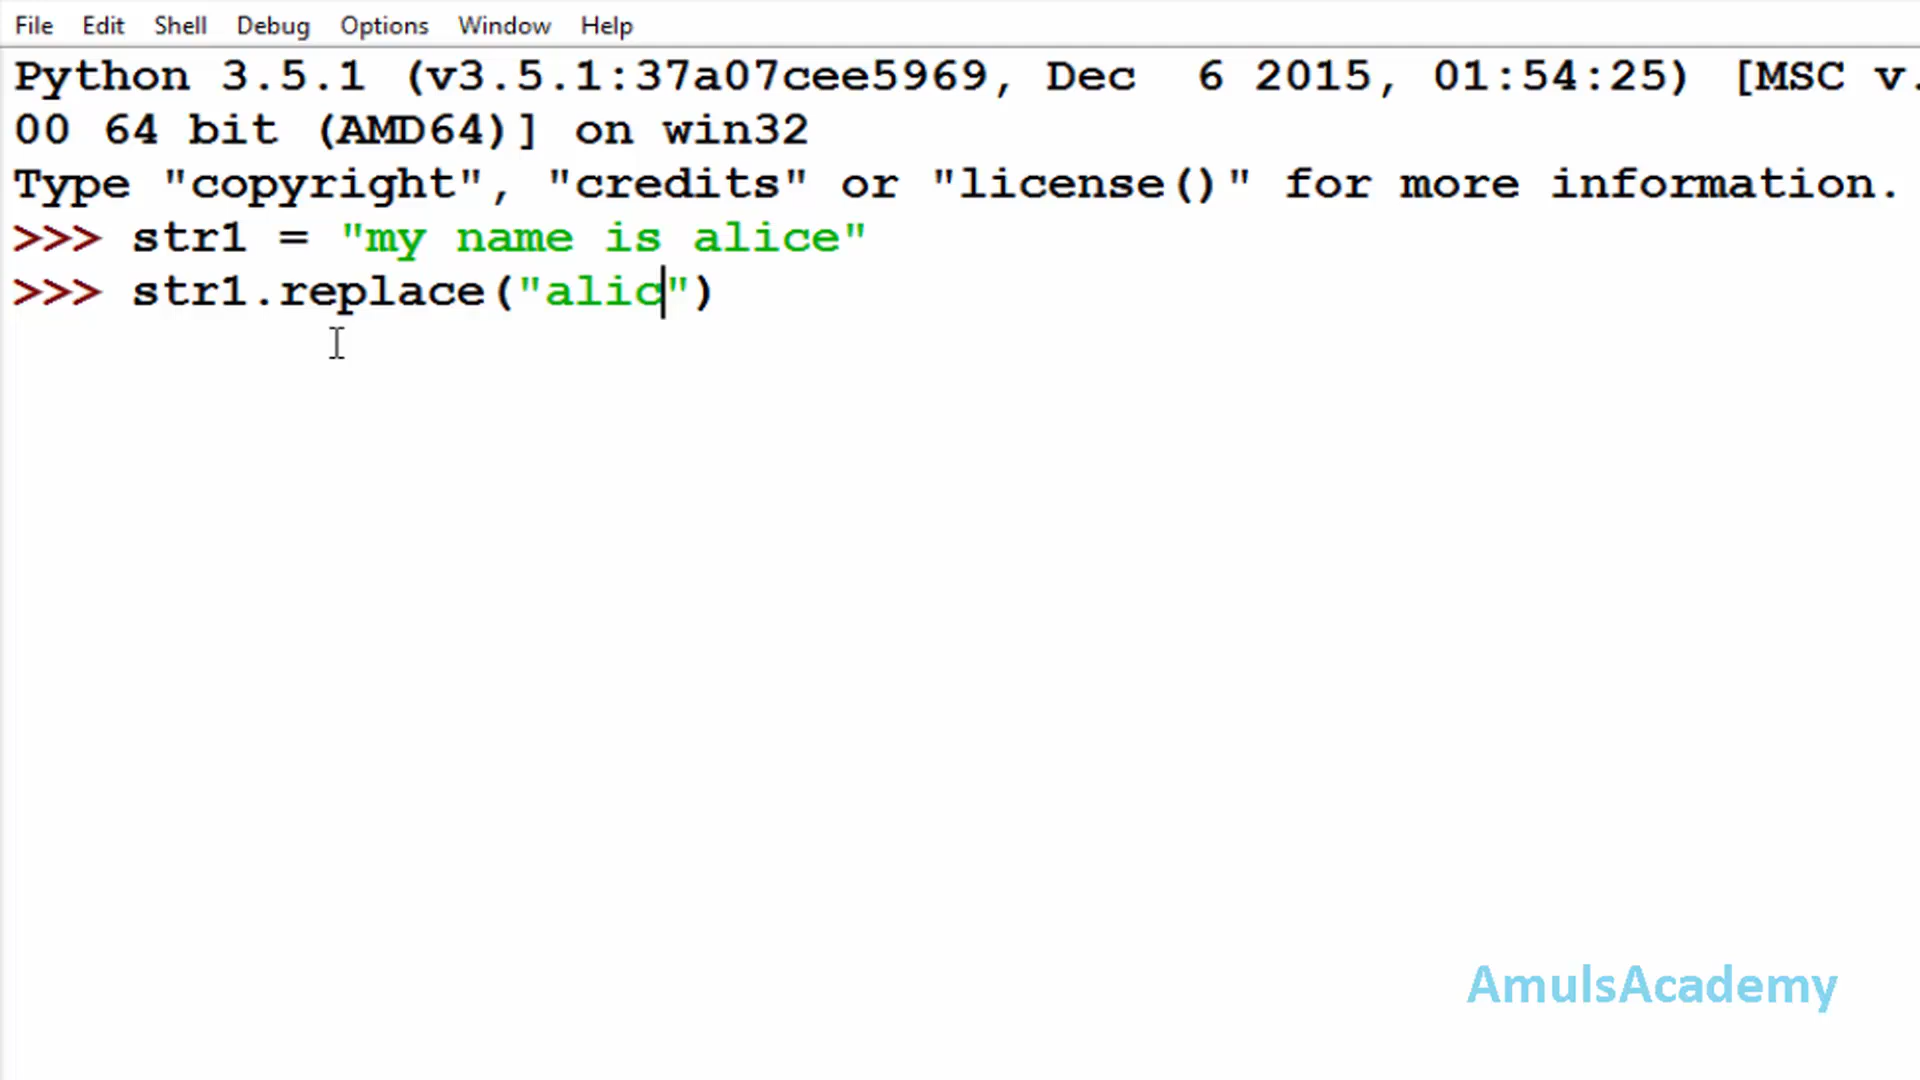 File Edit Shell Debug Options Window Help
Python 3.5.1 (v3.5.1:37a07cee5969, Dec  6 2015, 01:54:25) [MSC v.
00 64 bit (AMD64)] on win32
Type "copyright", "credits" or "license()" for more information.
>>> str1 = "my name is alice"
>>> str1.replace("alic")
AmulsAcademy